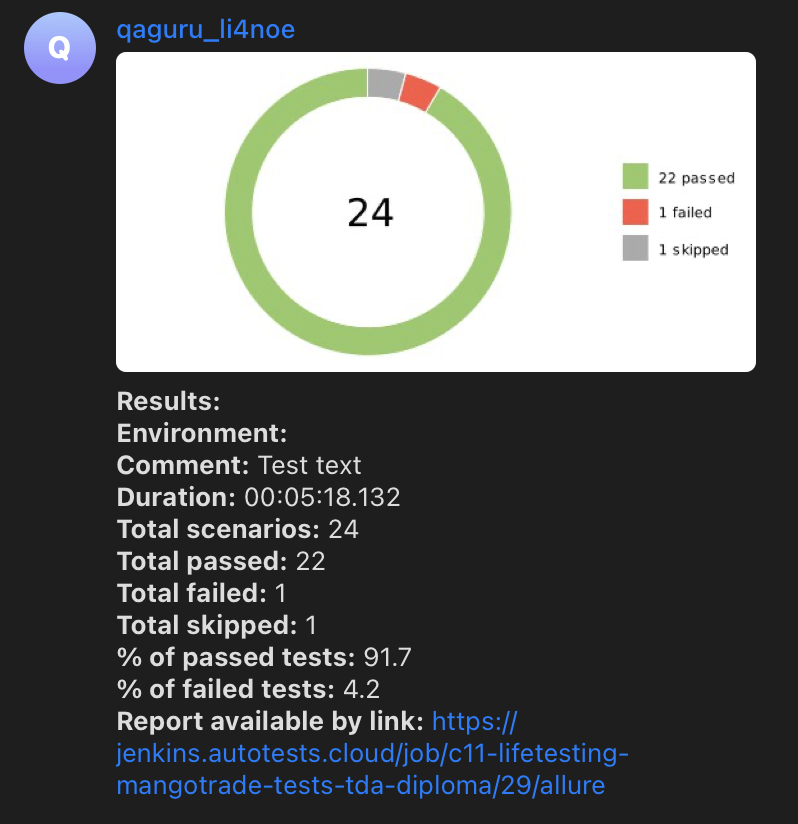 Q
qaguru_li4noe
24
22 passed
1 failed
1 skipped
Results:
Environment:
Comment: Test text
Duration: 00:05:18.132
Total scenarios: 24
Total passed: 22
Total failed: 1
Total skipped: 1
% of passed tests: 91.7
% of failed tests: 4.2
Report available by link: https://
jenkins.autotests.cloud/job/c11-lifetesting-
mangotrade-tests-tda-diploma/29/allure